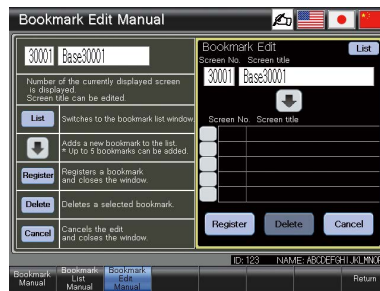 Bookmark Edit Manual
30001 Base30001
Number of the currently displayed screen
is displayed.
Screen title can be edited
List Switches to the bookmark list window.
Adds a new bookmark to the list.
* Up to 5 bookmarks can be added.
Register Registers a bookmark
and closes the window.
Delete Deletes a selected bookmark.
Cancel Cancels the edit
and colses the window.
Bookmark Edit List
Screen No. Screen title
30001 Base30001
Screen No. Screen title
Register Delete Cancel
ID: 123 NAME: ABCDEFGHIJKLMNOP
Bookmark
Manual
Bookmark
List
Manual
Bookmark
Edit
Manual
Return